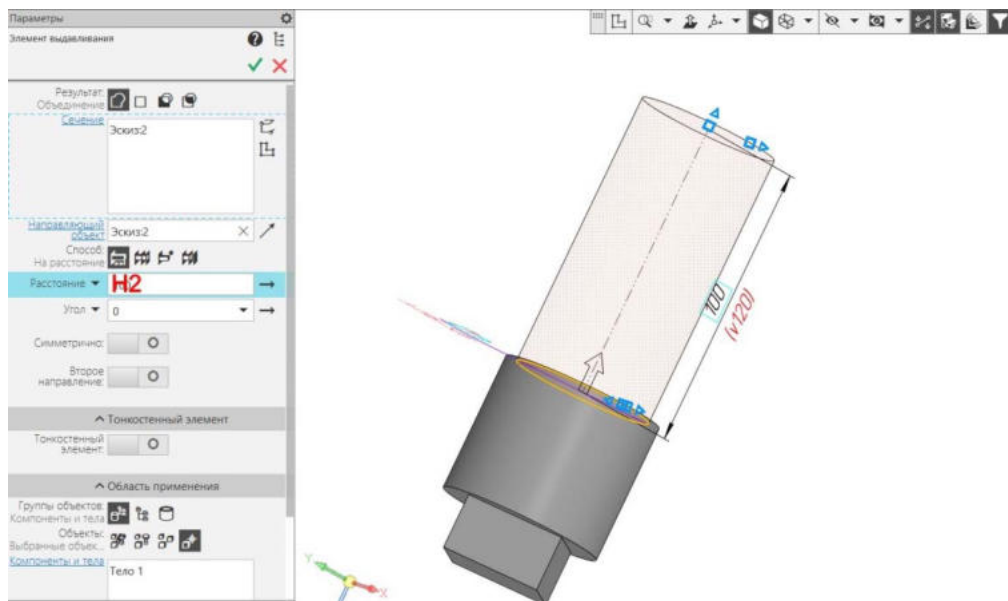 Параметры
Элемент выдавливания
Результат:
Объединение
Сечение
Эскиз:2
Направляющий
объект
Эскиз:2
Способ:
На расстояние
Расстояние
H2
Угол
0
Симметрично:
Второе
направление:
Тонкостенный элемент
Тонкостенный
элемент:
Область применения
Группы объектов:
Компоненты и тела
Объекты:
Выбранные объек...
Компоненты и тела
Тело 1
100
(v120)
Y
X